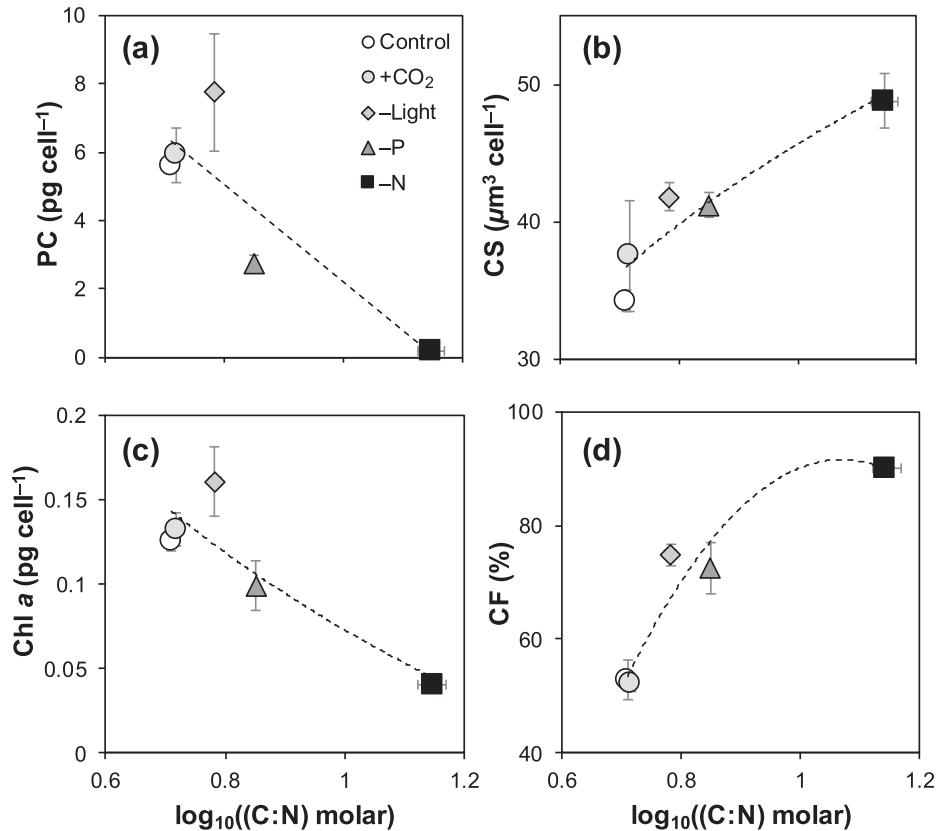 (a)
Control
+CO₂
–Light
–P
–N
10
8
6
4
2
0
PC (pg cell⁻¹)
(b)
50
40
30
CS (µm³ cell⁻¹)
(c)
0.2
0.15
0.1
0.05
0
Chl a (pg cell⁻¹)
0.6
0.8
1
1.2
log₁₀((C:N) molar)
(d)
100
80
60
40
CF (%)
0.6
0.8
1
1.2
log₁₀((C:N) molar)